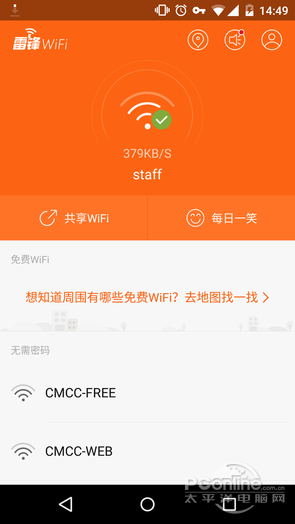 14:49
雷锋WiFi
379KB/S
staff
共享WiFi
每日一笑
免费WiFi
想知道周围有哪些免费WiFi？去地图找一找
无需密码
CMCC-FREE
CMCC-WEB
PConline.com.cn
太平洋电脑网